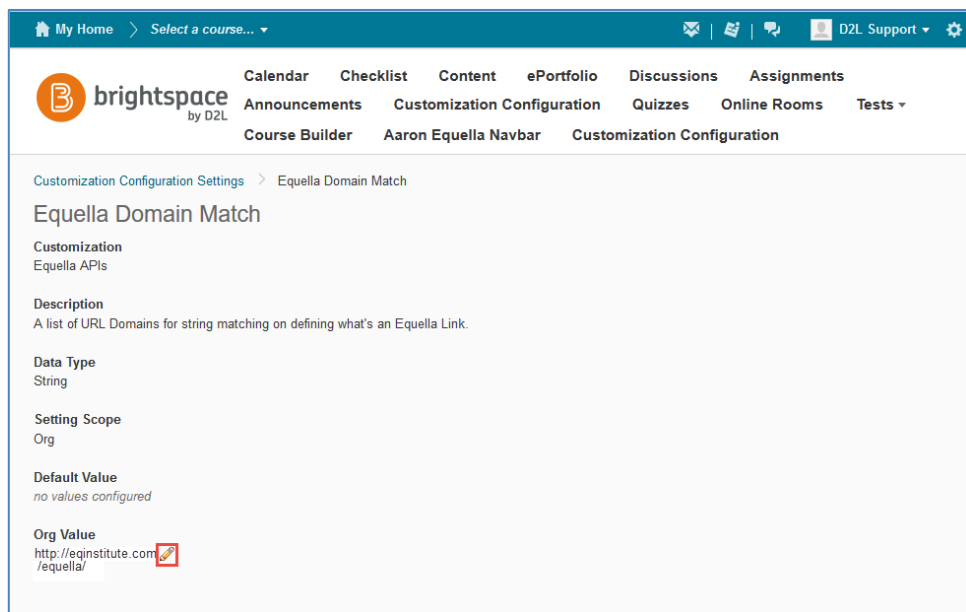 My Home Select a course... D2L Support
Calendar Checklist Content ePortfolio Discussions Assignments
brightspace
by D2L
Announcements Customization Configuration Quizzes Online Rooms Tests
Course Builder Aaron Equella Navbar Customization Configuration
Customization Configuration Settings > Equella Domain Match
Equella Domain Match
Customization
Equella APIs
Description
A list of URL Domains for string matching on defining what's an Equella Link.
Data Type
String
Setting Scope
Org
Default Value
no values configured
Org Value
http://eqinstitute.com
/equella/